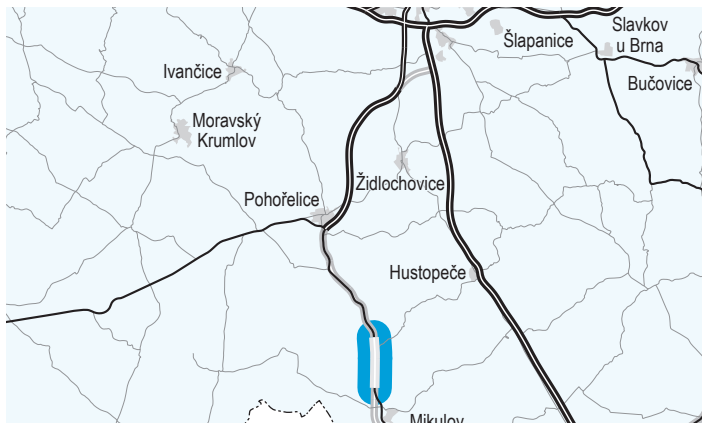 Slavkov
u Brna
Šlapanice
Ivančice
Bučovice
Moravský
Krumlov
Židlochovice
Pohořelice
Hustopeče
Mikulov